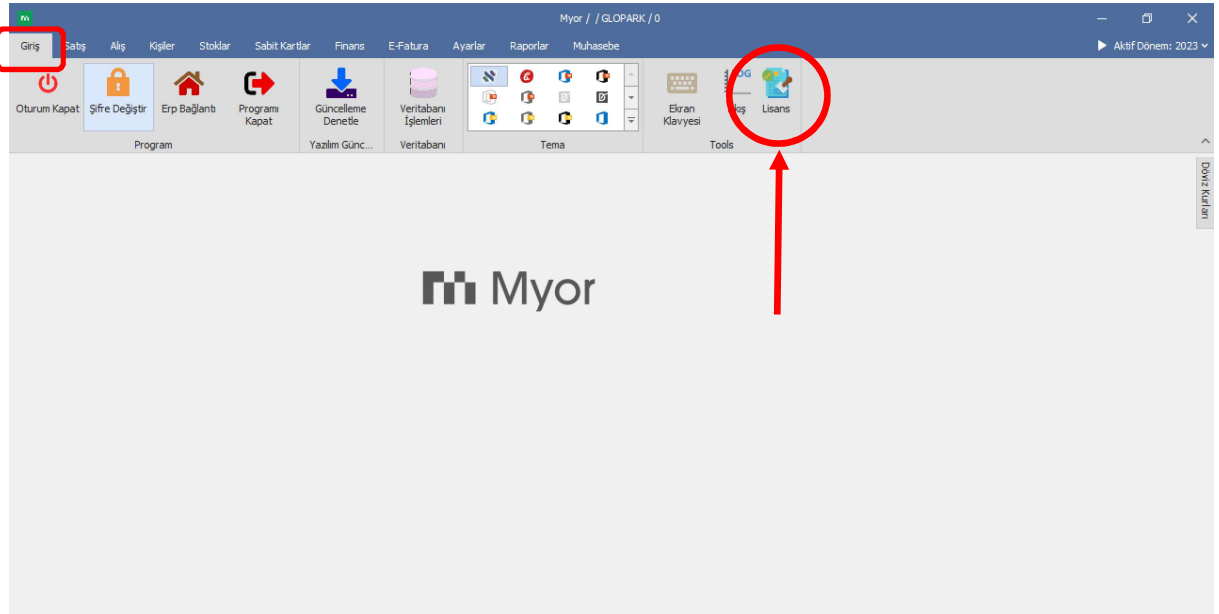 Myor / / GLOPARK / 0
Giriş Satış Alış Kişiler Stoklar Sabit Kartlar Finans E-Fatura Ayarlar Raporlar Muhasebe
Aktif Dönem: 2023
Oturum Kapat
Şifre Değiştir
Erp Bağlantı
Programı
Kapat
Program
Güncelleme
Denetle
Yazılım Günc...
Veritabanı
İşlemleri
Veritabanı
Tema
Ekran
Klavyesi
Lisans
Tools
Döviz Kurları
Myor